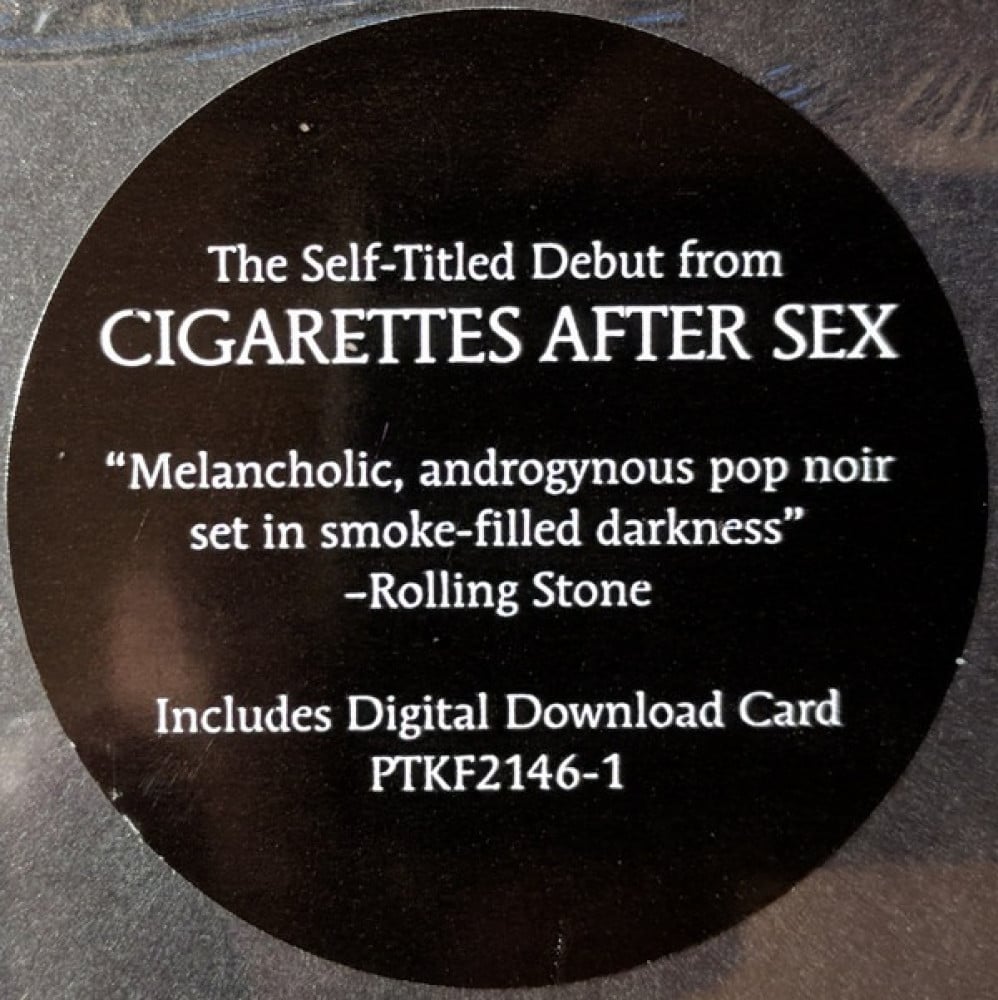 The Self-Titled Debut from
CIGARETTES AFTER SEX
“Melancholic, androgynous pop noir
set in smoke-filled darkness”
–Rolling Stone
Includes Digital Download Card
PTKF2146-1